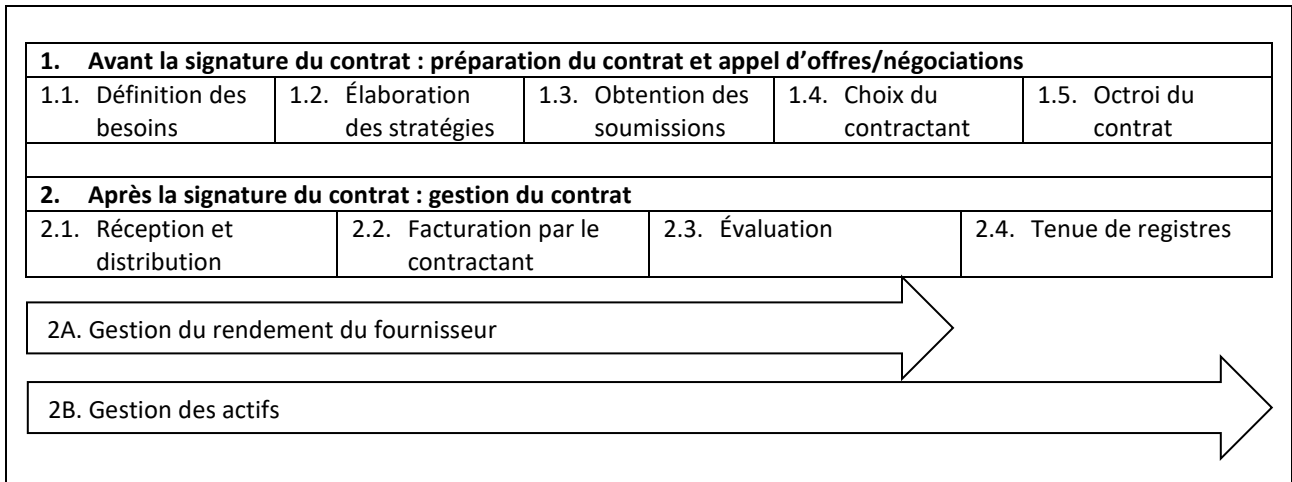 1. Avant la signature du contrat : préparation du contrat et appel d’offres/négociations
1.1. Définition des besoins
1.2. Élaboration des stratégies
1.3. Obtention des soumissions
1.4. Choix du contractant
1.5. Octroi du contrat
2. Après la signature du contrat : gestion du contrat
2.1. Réception et distribution
2.2. Facturation par le contractant
2.3. Évaluation
2.4. Tenue de registres
2A. Gestion du rendement du fournisseur
2B. Gestion des actifs